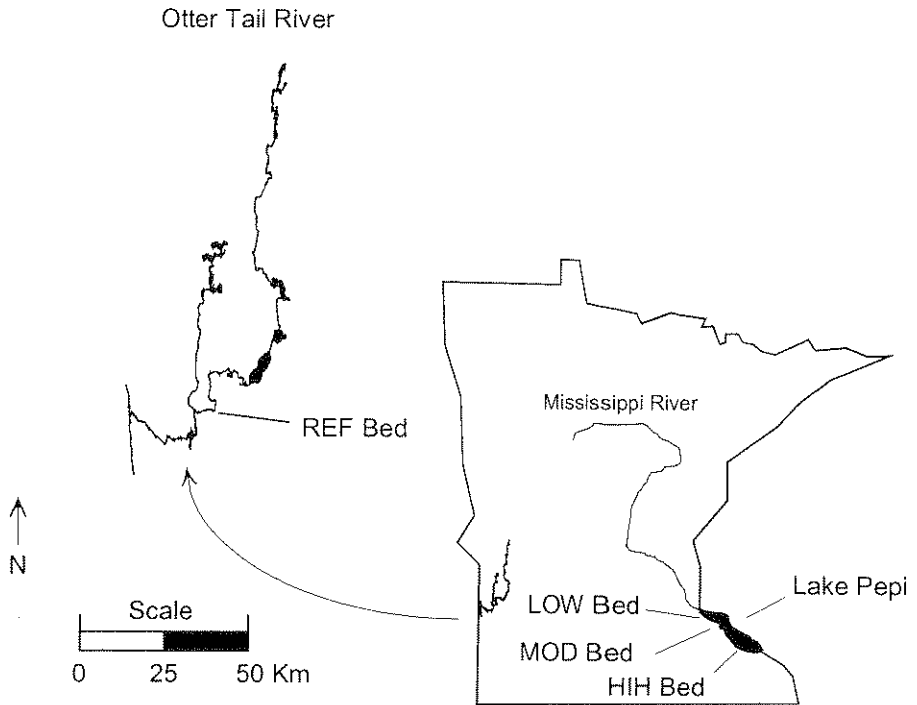 Otter Tail River
REF Bed
Mississippi River
N
Scale
0 25 50 Km
LOW Bed
Lake Pepi
MOD Bed
HIH Bed